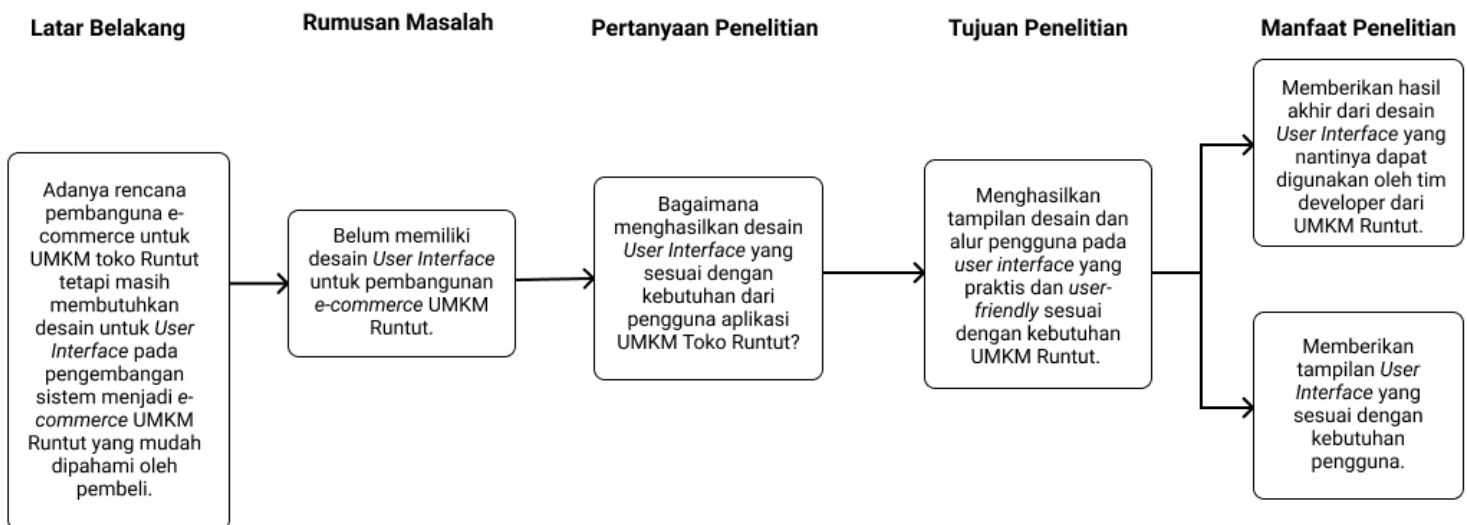 Latar Belakang
Rumusan Masalah
Pertanyaan Penelitian
Tujuan Penelitian
Manfaat Penelitian
Adanya rencana
pembanguna e-
commerce untuk
UMKM toko Runtut
tetapi masih
membutuhkan
desain untuk User
Interface pada
pengembangan
sistem menjadi e-
commerce UMKM
Runtut yang mudah
dipahami oleh
pembeli.
Belum memiliki
desain User Interface
untuk pembangunan
e-commerce UMKM
Runtut.
Bagaimana
menghasilkan desain
User Interface yang
sesuai dengan
kebutuhan dari
pengguna aplikasi
UMKM Toko Runtut?
Menghasilkan
tampilan desain dan
alur pengguna pada
user interface yang
praktis dan user-
friendly sesuai
dengan kebutuhan
UMKM Runtut.
Memberikan hasil
akhir dari desain
User Interface yang
nantinya dapat
digunakan oleh tim
developer dari
UMKM Runtut.
Memberikan
tampilan User
Interface yang
sesuai dengan
kebutuhan
pengguna.